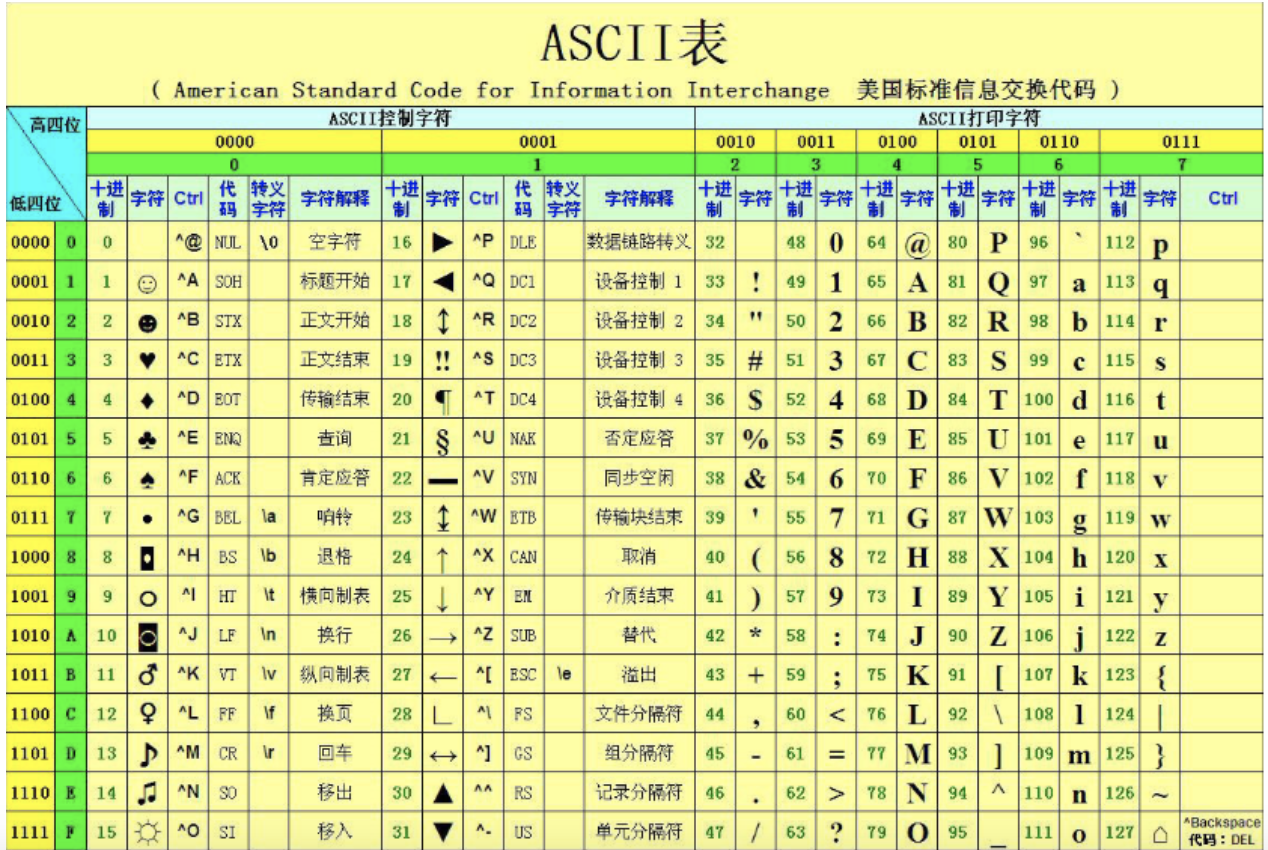 ASCII表
( American Standard Code for Information Interchange 美国标准信息交换代码 )
高四位 ASCII控制字符 ASCII打印字符
0000 0001 0010 0011 0100 0101 0110 0111
0 1 2 3 4 5 6 7
低四位 十进制 字符 Ctrl 代码 转义字符 字符解释 十进制 字符 Ctrl 代码 转义字符 字符解释 十进制 字符 十进制 字符 十进制 字符 十进制 字符 十进制 字符 十进制 字符 Ctrl
0000 0 0 ^@ NUL \0 空字符 16 ► ^P DLE 数据链路转义 32 48 0 64 @ 80 P 96 ` 112 p
0001 1 1 ☺ ^A SOH 标题开始 17 ◄ ^Q DC1 设备控制 1 33 ! 49 1 65 A 81 Q 97 a 113 q
0010 2 2 ☻ ^B STX 正文开始 18 ↕ ^R DC2 设备控制 2 34 " 50 2 66 B 82 R 98 b 114 r
0011 3 3 ♥ ^C ETX 正文结束 19 ‼ ^S DC3 设备控制 3 35 # 51 3 67 C 83 S 99 c 115 s
0100 4 4 ♦ ^D EOT 传输结束 20 ¶ ^T DC4 设备控制 4 36 $ 52 4 68 D 84 T 100 d 116 t
0101 5 5 ♣ ^E ENQ 查询 21 § ^U NAK 否定应答 37 % 53 5 69 E 85 U 101 e 117 u
0110 6 6 ♠ ^F ACK 肯定应答 22 ▬ ^V SYN 同步空闲 38 & 54 6 70 F 86 V 102 f 118 v
0111 7 7 • ^G BEL \a 响铃 23 ↨ ^W ETB 传输块结束 39 ' 55 7 71 G 87 W 103 g 119 w
1000 8 8 ◘ ^H BS \b 退格 24 ↑ ^X CAN 取消 40 ( 56 8 72 H 88 X 104 h 120 x
1001 9 9 ○ ^I HT \t 横向制表 25 ↓ ^Y EM 介质结束 41 ) 57 9 73 I 89 Y 105 i 121 y
1010 A 10 ◙ ^J LF \n 换行 26 → ^Z SUB 替代 42 * 58 : 74 J 90 Z 106 j 122 z
1011 B 11 ♂ ^K VT \v 纵向制表 27 ← ^[ ESC \e 溢出 43 + 59 ; 75 K 91 [ 107 k 123 {
1100 C 12 ♀ ^L FF \f 换页 28 ∟ ^\ FS 文件分隔符 44 , 60 < 76 L 92 \ 108 l 124 |
1101 D 13 ♪ ^M CR \r 回车 29 ↔ ^] GS 组分隔符 45 - 61 = 77 M 93 ] 109 m 125 }
1110 E 14 ♫ ^N SO 移出 30 ▲ ^^ RS 记录分隔符 46 . 62 > 78 N 94 ^ 110 n 126 ~
1111 F 15 ☼ ^O SI 移入 31 ▼ ^- US 单元分隔符 47 / 63 ? 79 O 95 _ 111 o 127 ⌂ ^Backspace 代码：DEL